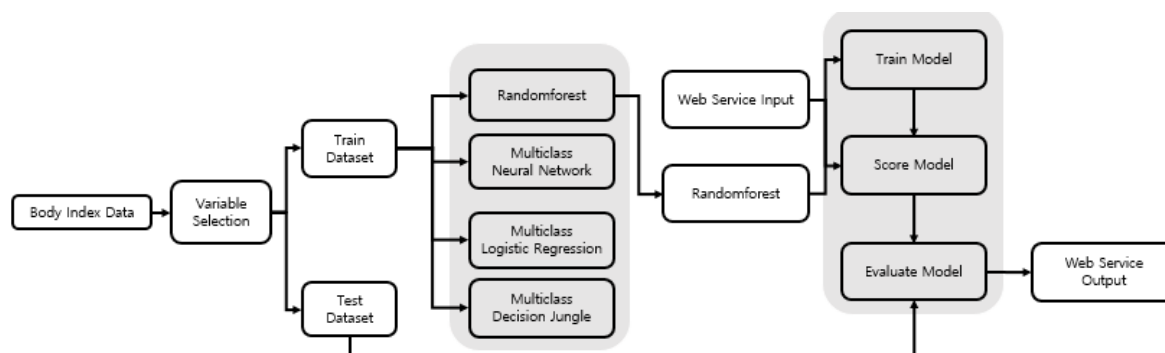 Body Index Data
Variable
Selection
Train
Dataset
Test
Dataset
Randomforest
Multiclass
Neural Network
Multiclass
Logistic Regression
Multiclass
Decision Jungle
Web Service Input
Randomforest
Train Model
Score Model
Evaluate Model
Web Service
Output